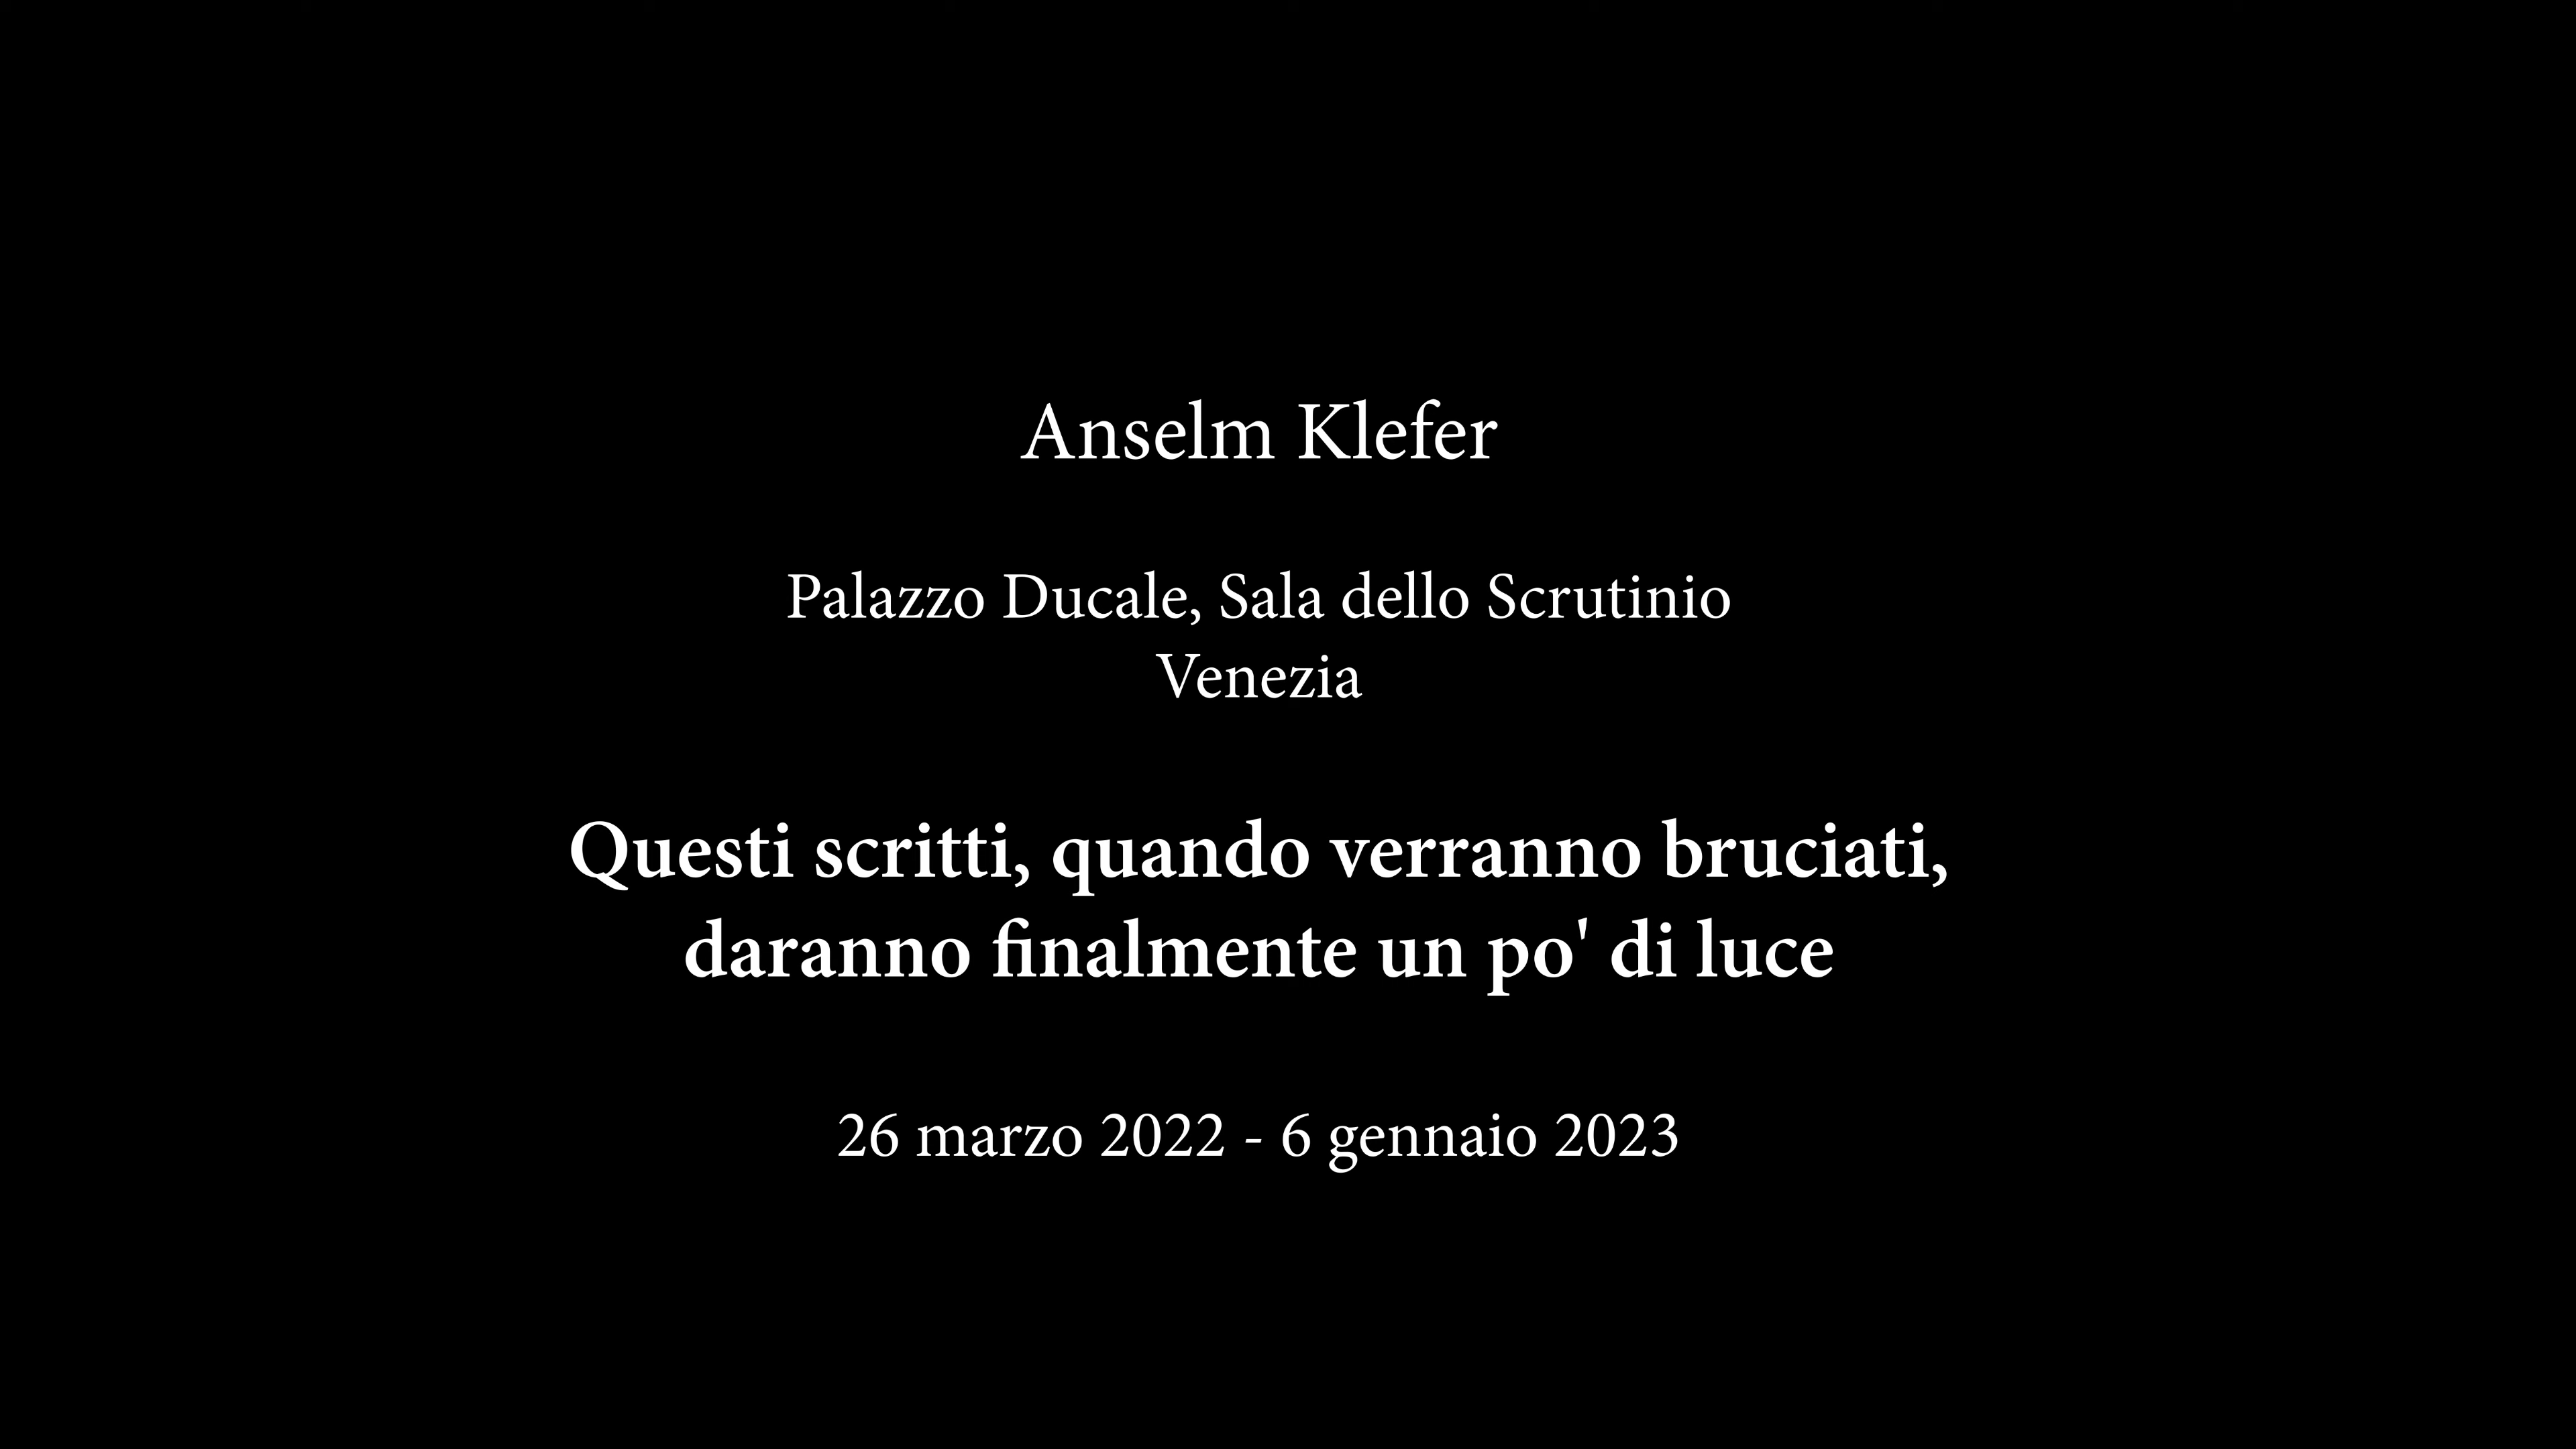 Anselm Klefer
Palazzo Ducale, Sala dello Scrutinio
Venezia
Questi scritti, quando verranno bruciati,
daranno finalmente un po' di luce
26 marzo 2022 - 6 gennaio 2023